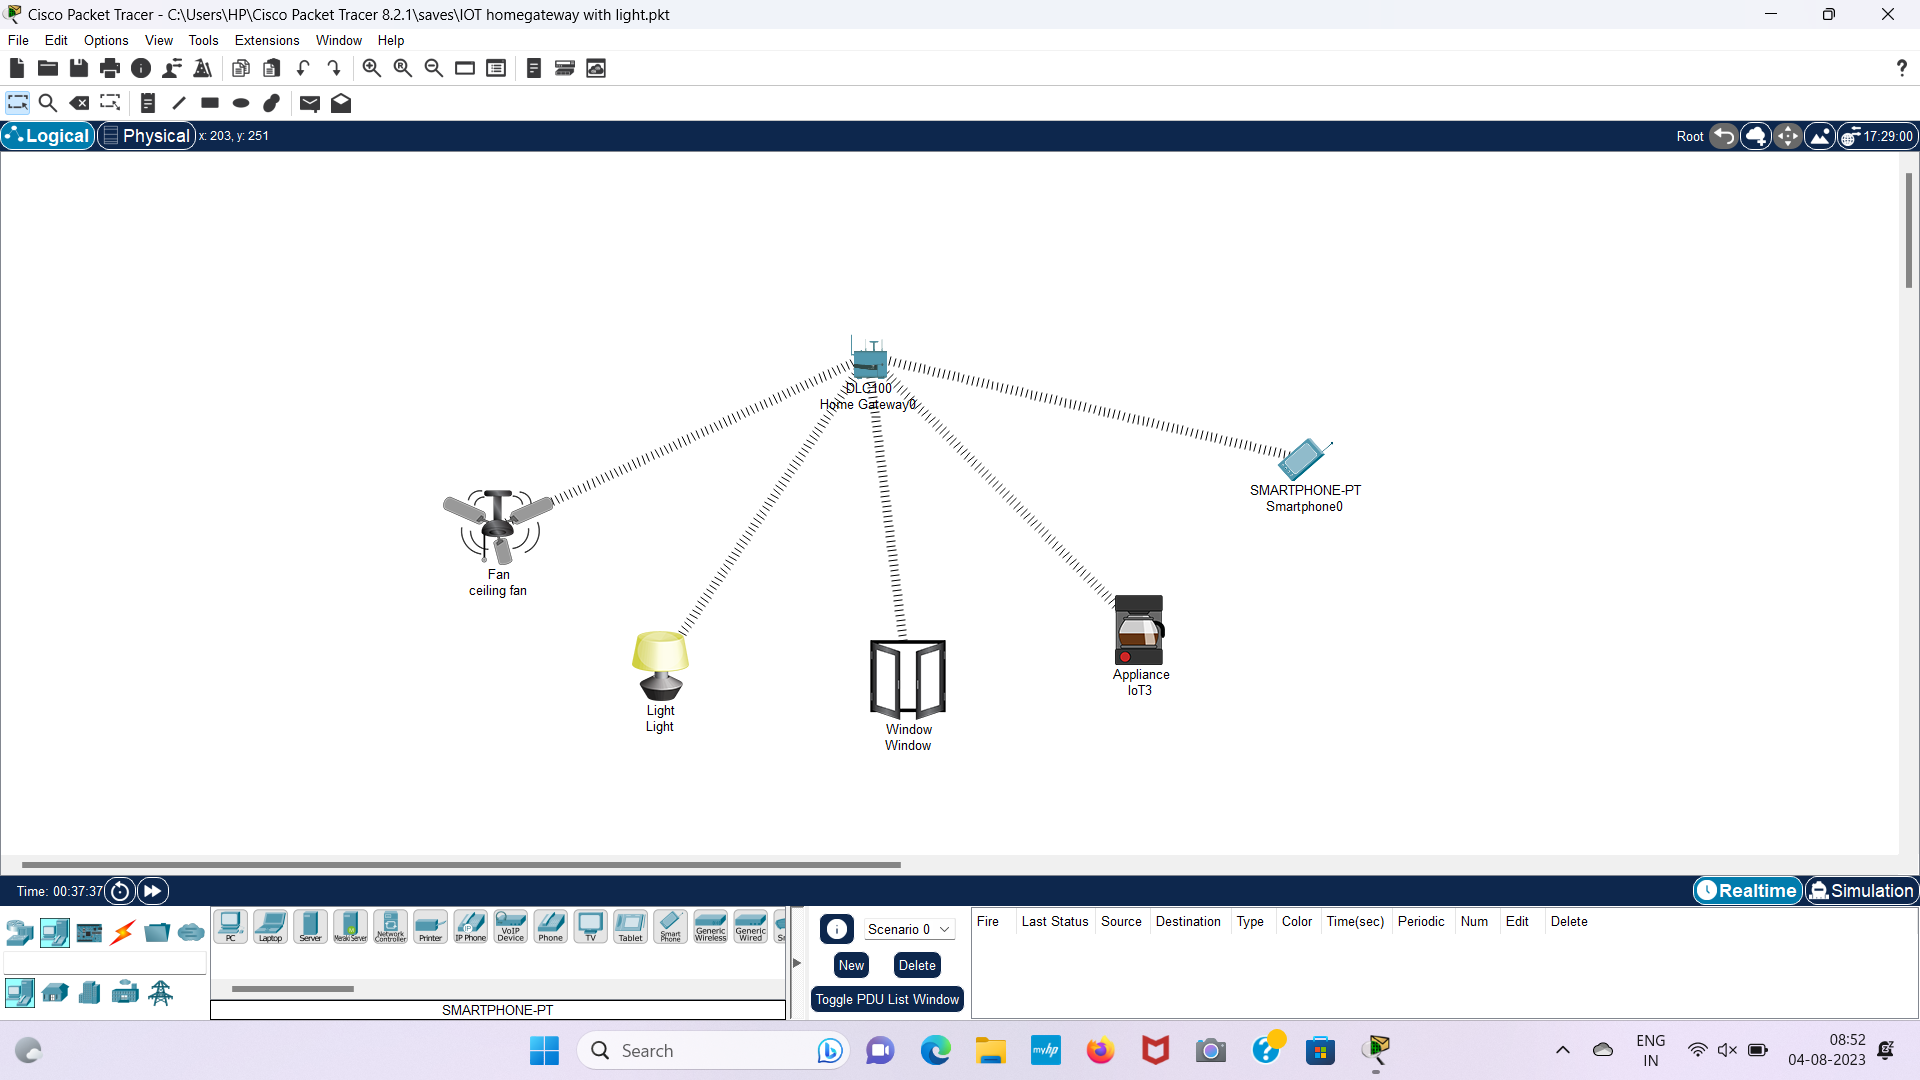 Cisco Packet Tracer - C:\Users\HP\Cisco Packet Tracer 8.2.1\saves\IOT homegateway with light.pkt
File Edit Options View Tools Extensions Window Help
?
Logical Physical x: 203, y: 251 Root 17:29:00
DLC100
Home Gateway0
SMARTPHONE-PT
Smartphone0
Fan
ceiling fan
Light
Light
Window
Window
Appliance
IoT3
Time: 00:37:37 Realtime Simulation
PC Laptop Server Meraki Server Network Controller Printer IP Phone VoIP Device Phone TV Tablet Smart Phone Generic Wireless Generic Wired
SMARTPHONE-PT
Scenario 0
New Delete
Toggle PDU List Window
Fire Last Status Source Destination Type Color Time(sec) Periodic Num Edit Delete
Search
myhp
ENG
IN
08:52
04-08-2023